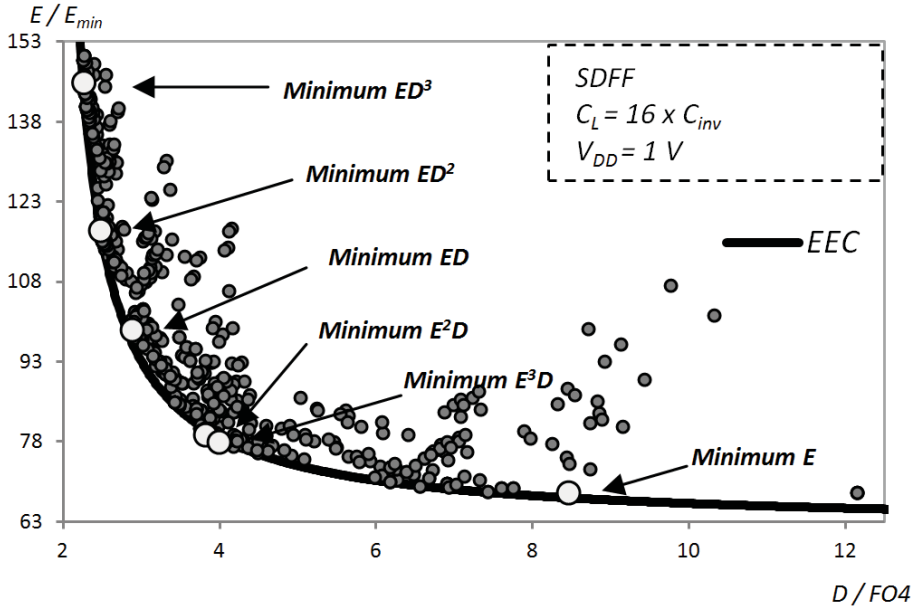 E / Emin
153
138
123
108
93
78
63
2
4
6
8
10
12
D / FO4
SDFF
CL = 16 x Cinv
VDD = 1 V
EEC
Minimum ED³
Minimum ED²
Minimum ED
Minimum E²D
Minimum E³D
Minimum E